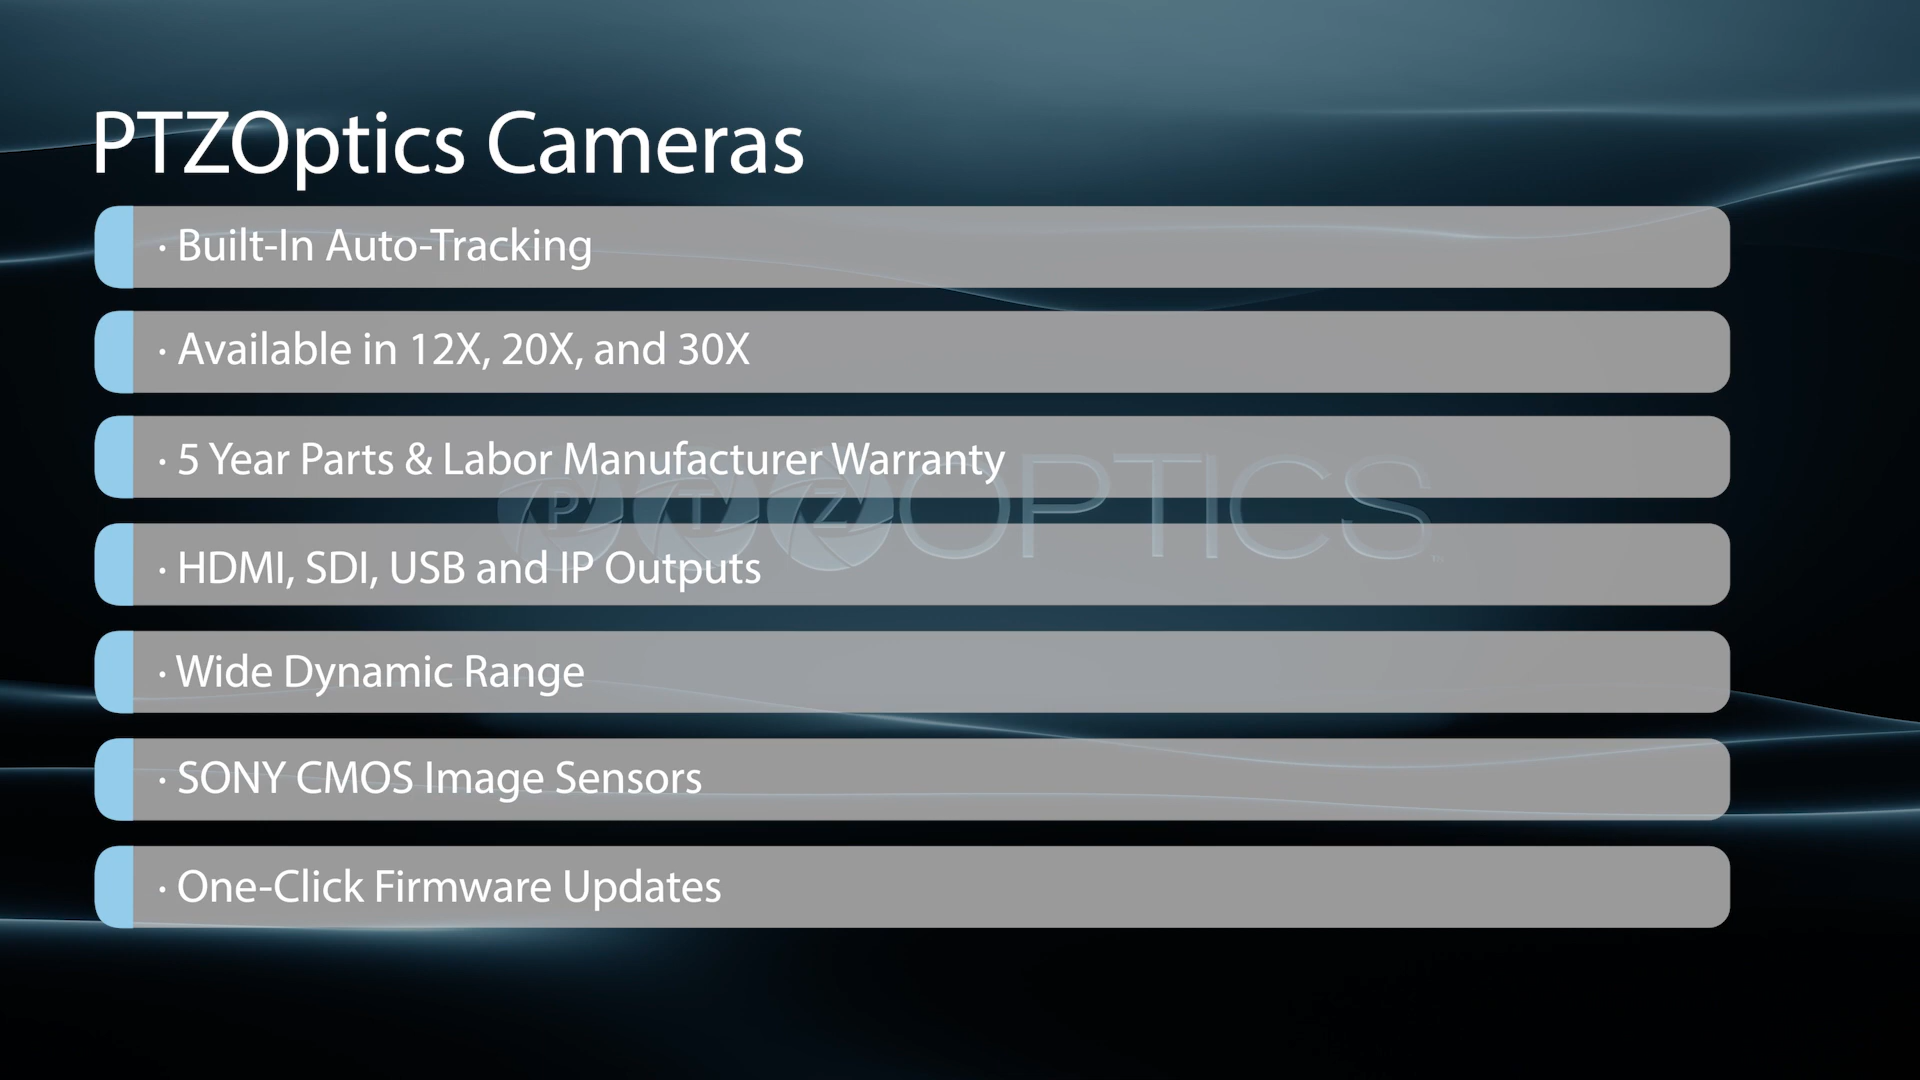 PTZOptics Cameras
· Built-In Auto-Tracking
· Available in 12X, 20X, and 30X
· 5 Year Parts & Labor Manufacturer Warranty
PTZOPTICS
· HDMI, SDI, USB and IP Outputs
· Wide Dynamic Range
· SONY CMOS Image Sensors
· One-Click Firmware Updates